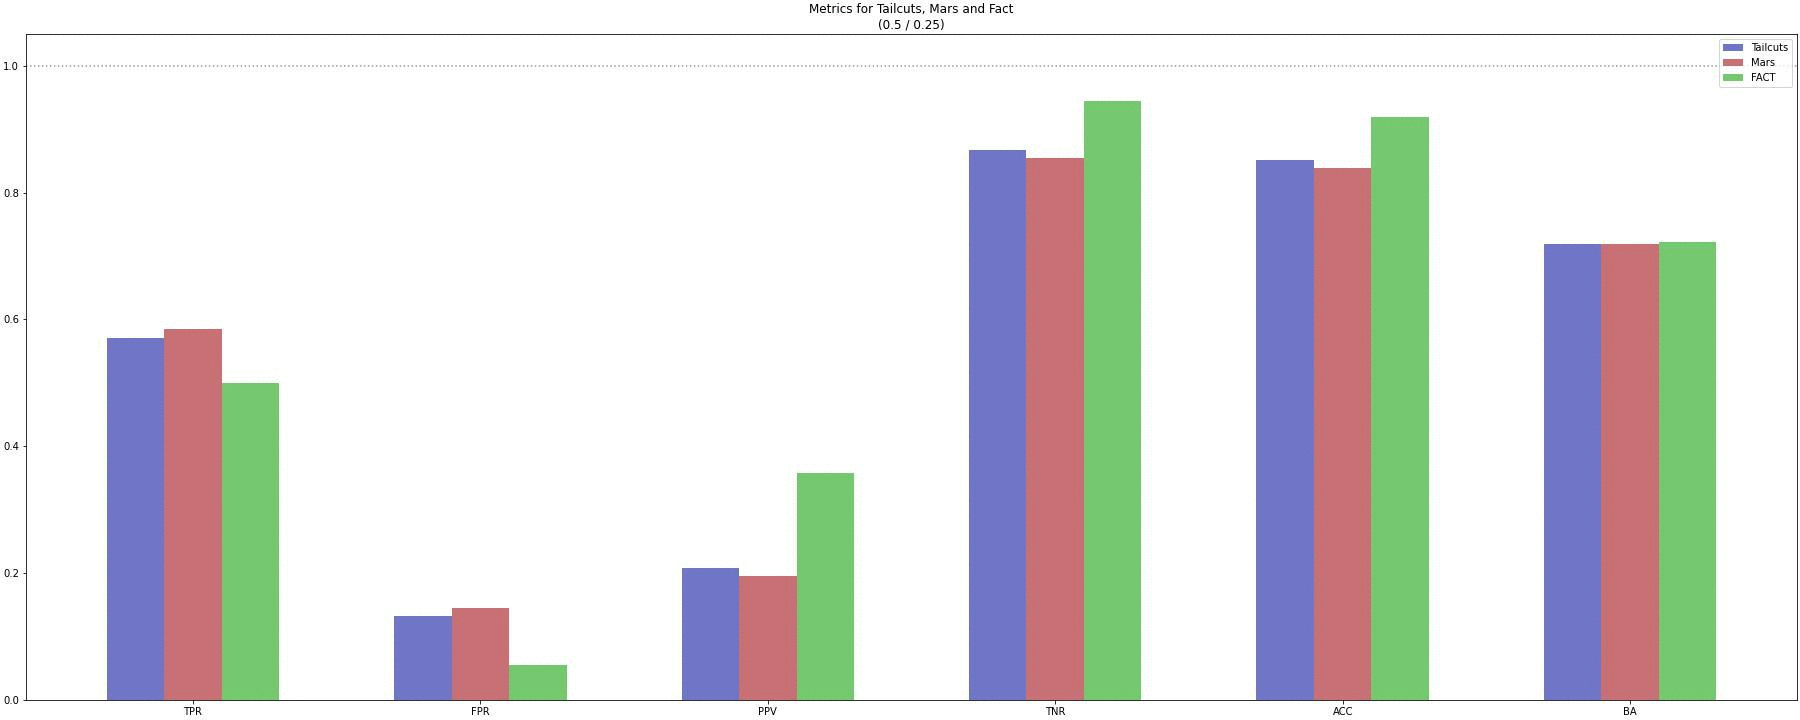 Metrics for Tailcuts, Mars and Fact
(0.5 / 0.25)
Tailcuts
Mars
FACT
1.0
0.8
0.6
0.4
0.2
0.0
TPR
FPR
PPV
TNR
ACC
BA